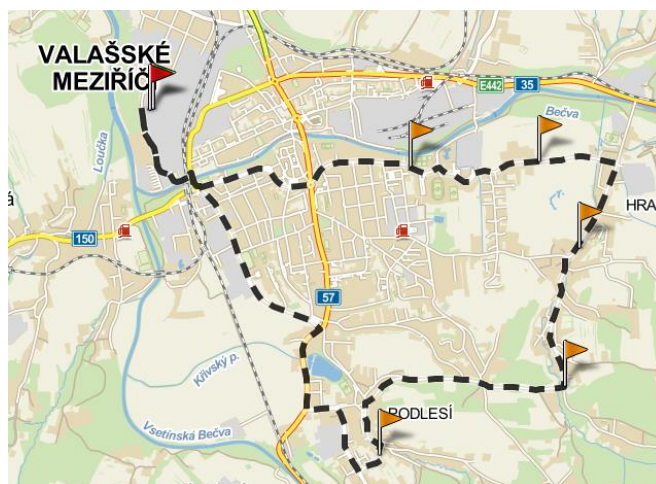 VALAŠSKÉ
MEZIŘÍČ
E442
35
Bečva
Loučka
HRA
150
57
Křivský p.
PODLESÍ
Vsetínská Bečva